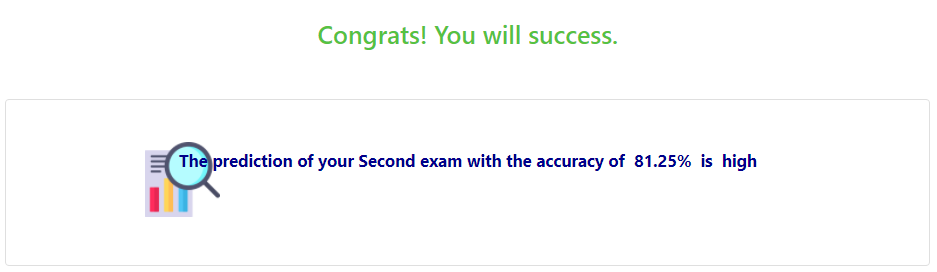 Congrats! You will success.
The prediction of your Second exam with the accuracy of 81.25% is high